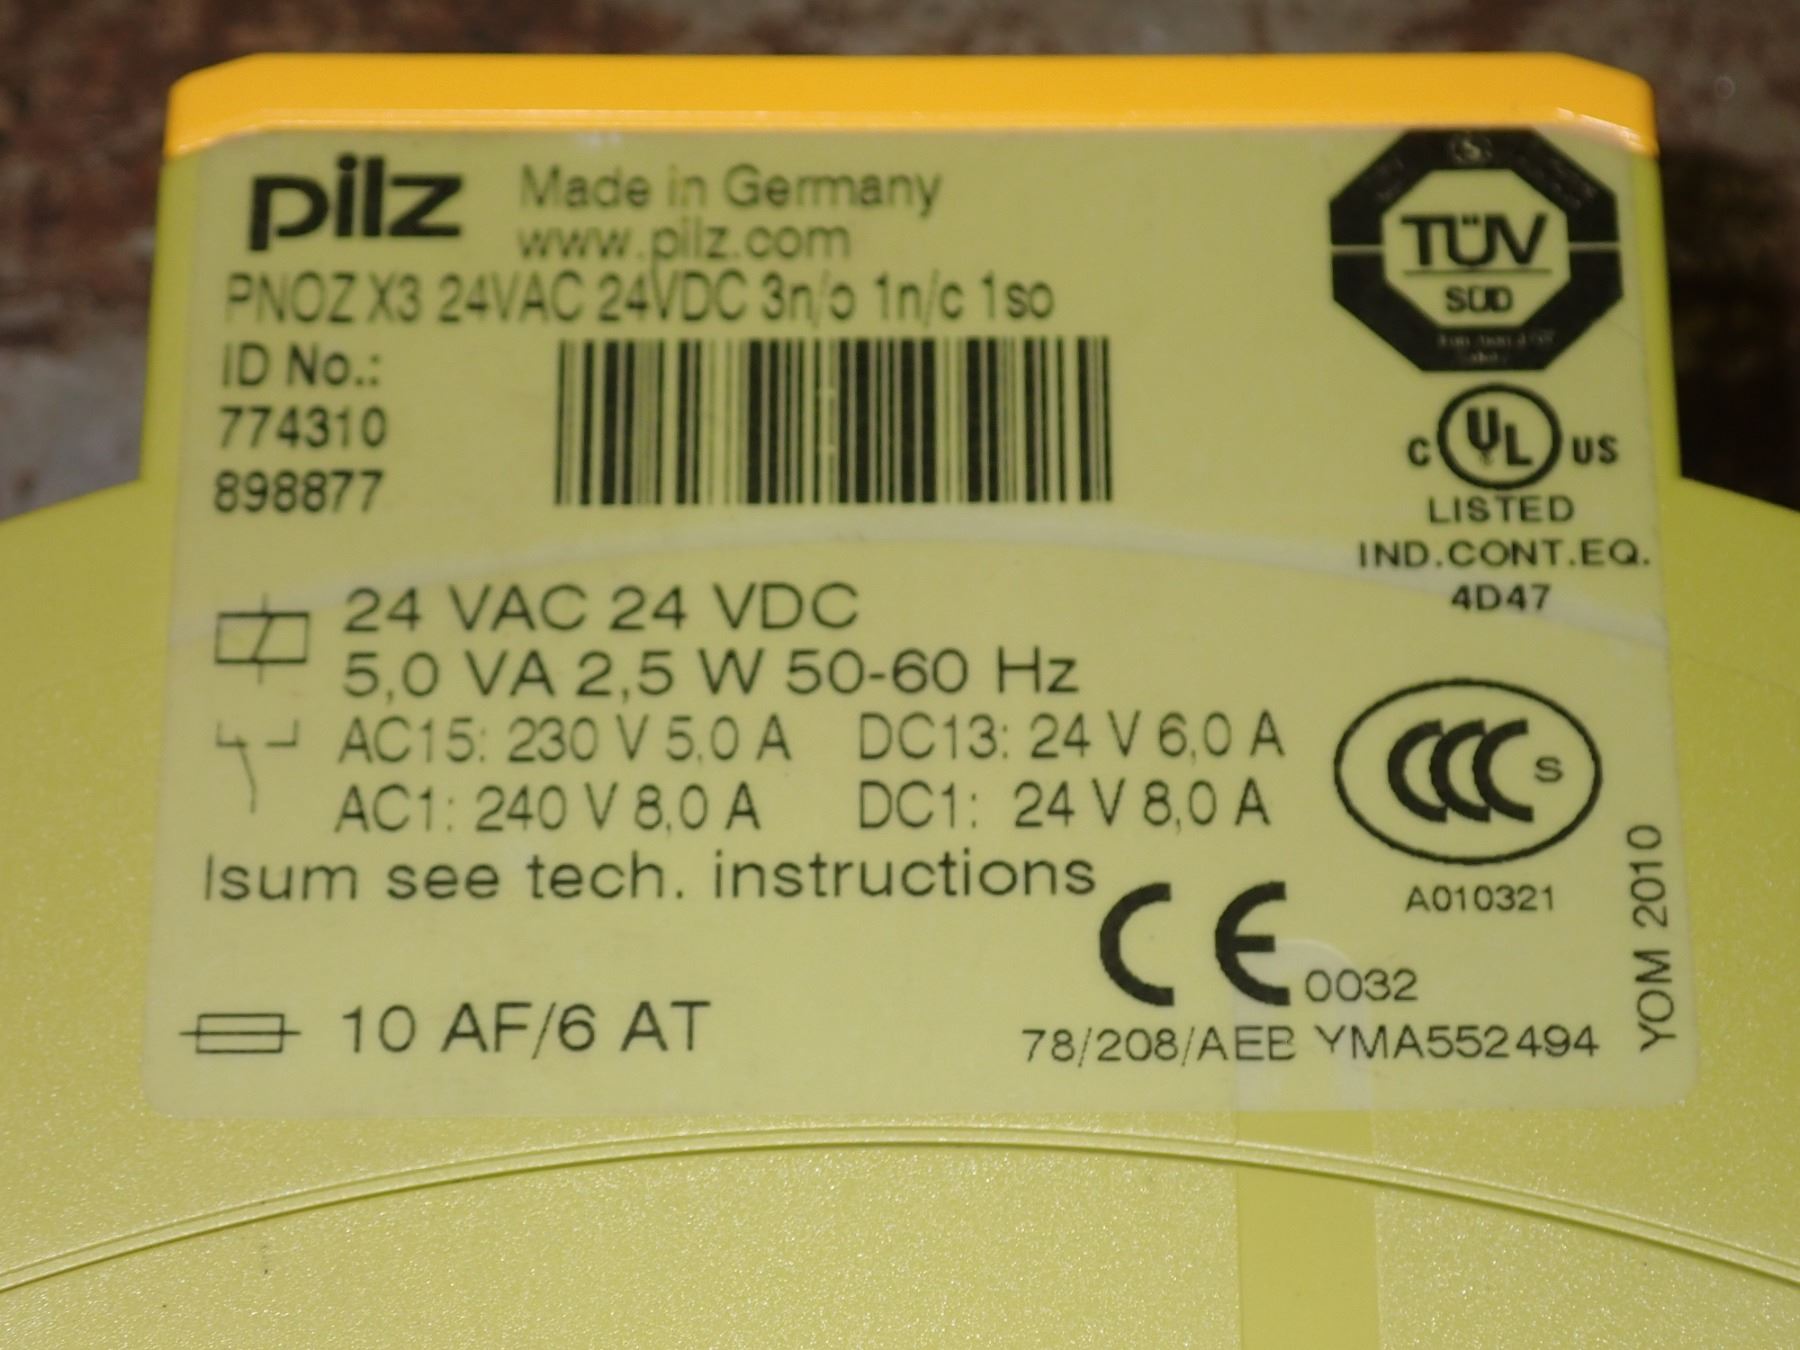 pilz Made in Germany
www.pilz.com
PNOZ X3 24VAC 24VDC 3n/o 1n/c 1so
ID No.:
774310
898877
TÜV
SÜD
C UL US
LISTED
IND.CONT.EQ.
4D47
24 VAC 24 VDC
5,0 VA 2,5 W 50-60 Hz
AC15: 230 V 5,0 A DC13: 24 V 6,0 A
AC1: 240 V 8,0 A DC1: 24 V 8,0 A
Isum see tech. instructions
CCC S
A010321
CE 0032
10 AF/6 AT
78/208/AEB YMA552494
YOM 2010